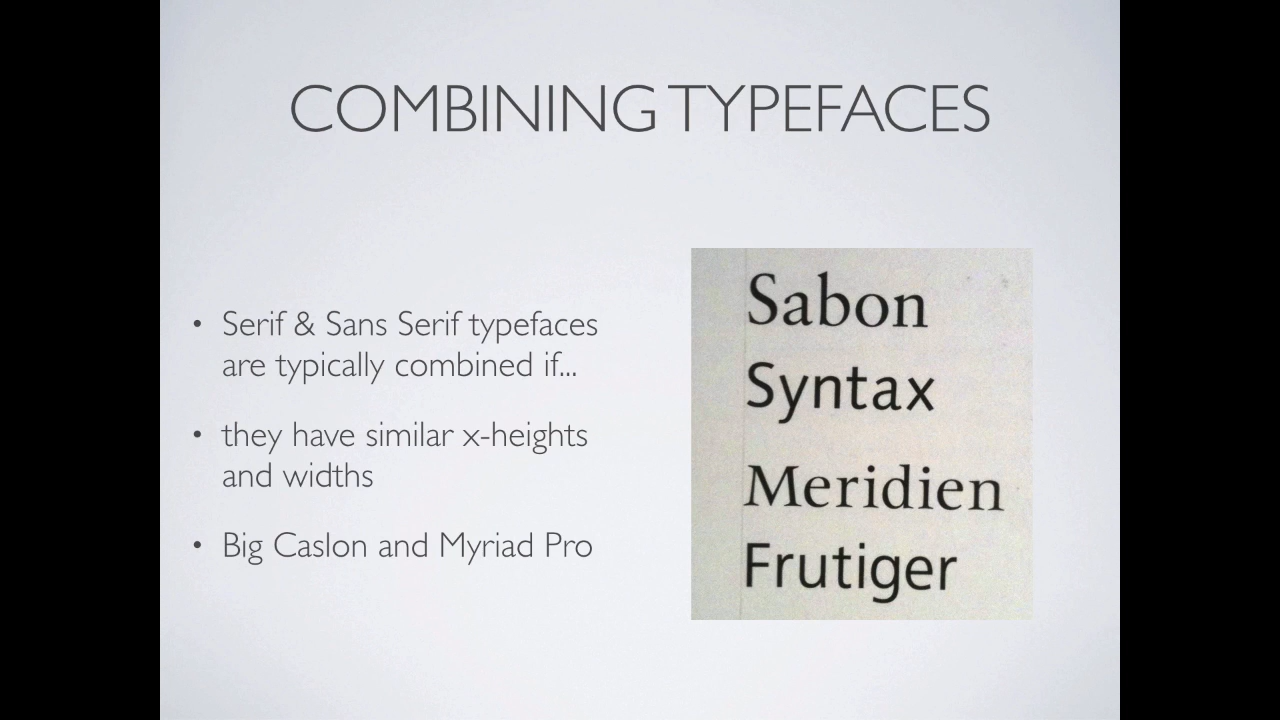 COMBINING TYPEFACES
• Serif & Sans Serif typefaces
are typically combined if...
• they have similar x-heights
and widths
• Big Caslon and Myriad Pro
Sabon
Syntax
Meridien
Frutiger